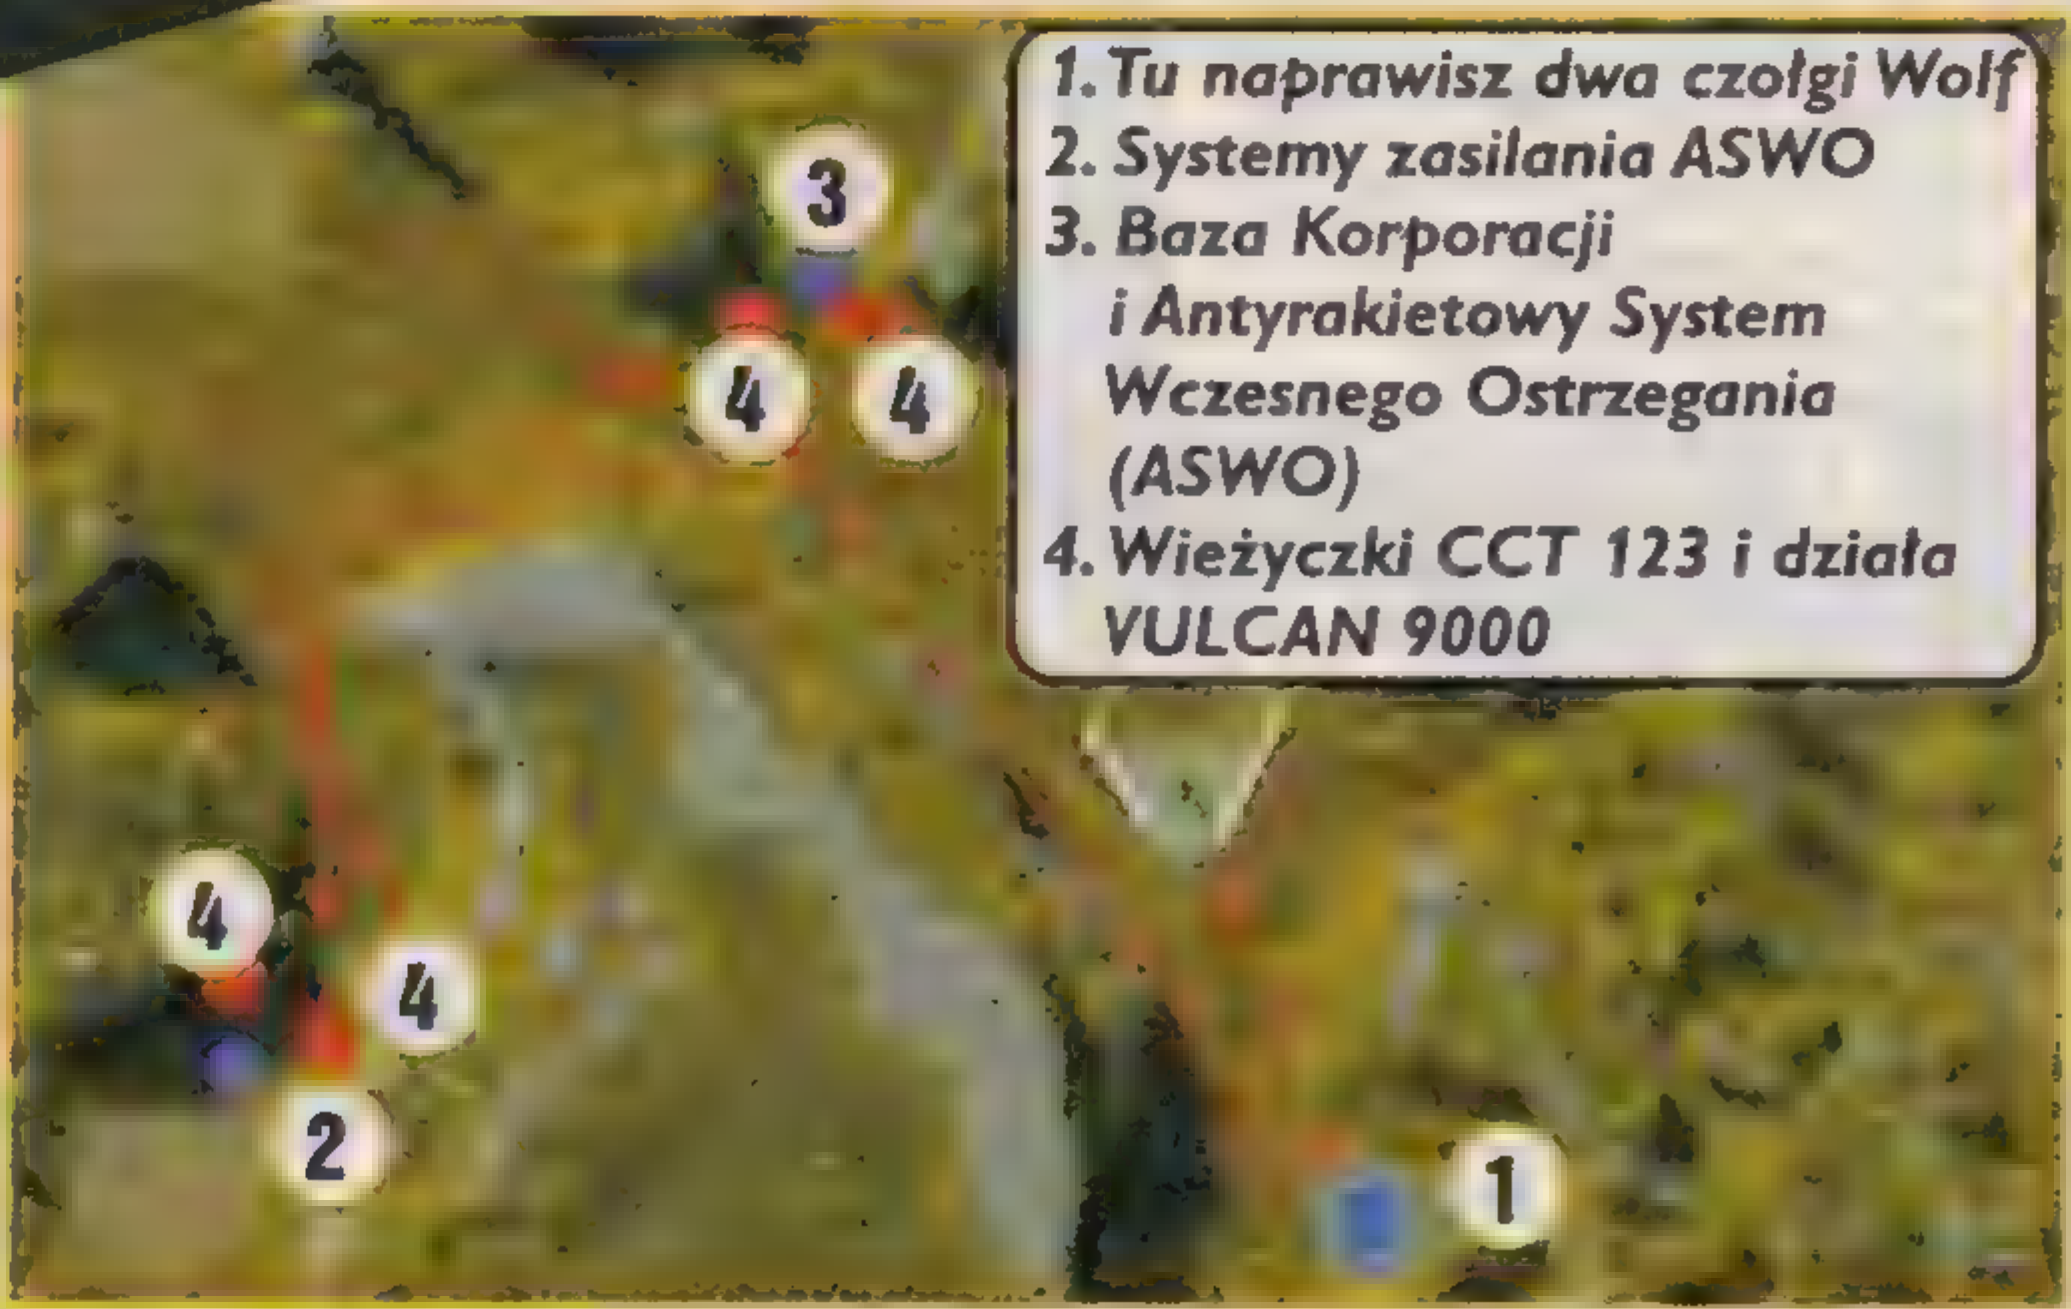 1. Tu naprawisz dwa czołgi Wolf
2. Systemy zasilania ASWO
3. Baza Korporacji
i Antyrakietowy System
Wczesnego Ostrzegania
(ASWO)
4. Wieżyczki CCT 123 i działa
VULCAN 9000
3
4 4
4
4
2
1